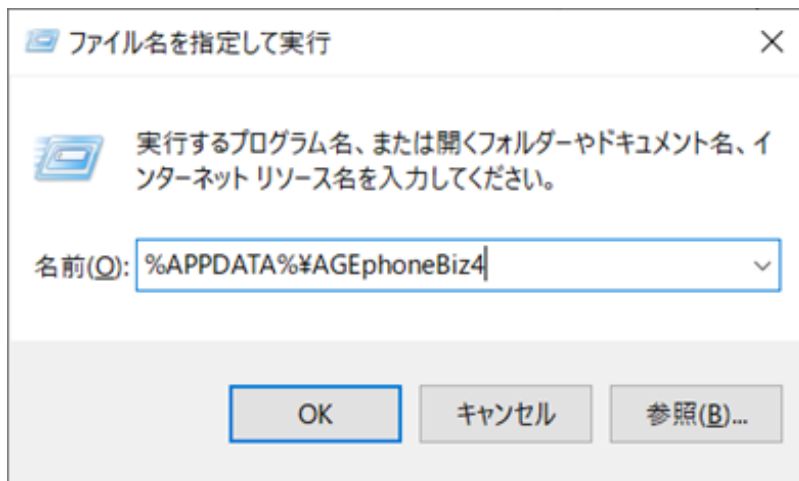 ファイル名を指定して実行
実行するプログラム名、または開くフォルダーやドキュメント名、イ
ンターネット リソース名を入力してください。
名前(O): %APPDATA%¥AGEphoneBiz4
OK キャンセル 参照(B)...